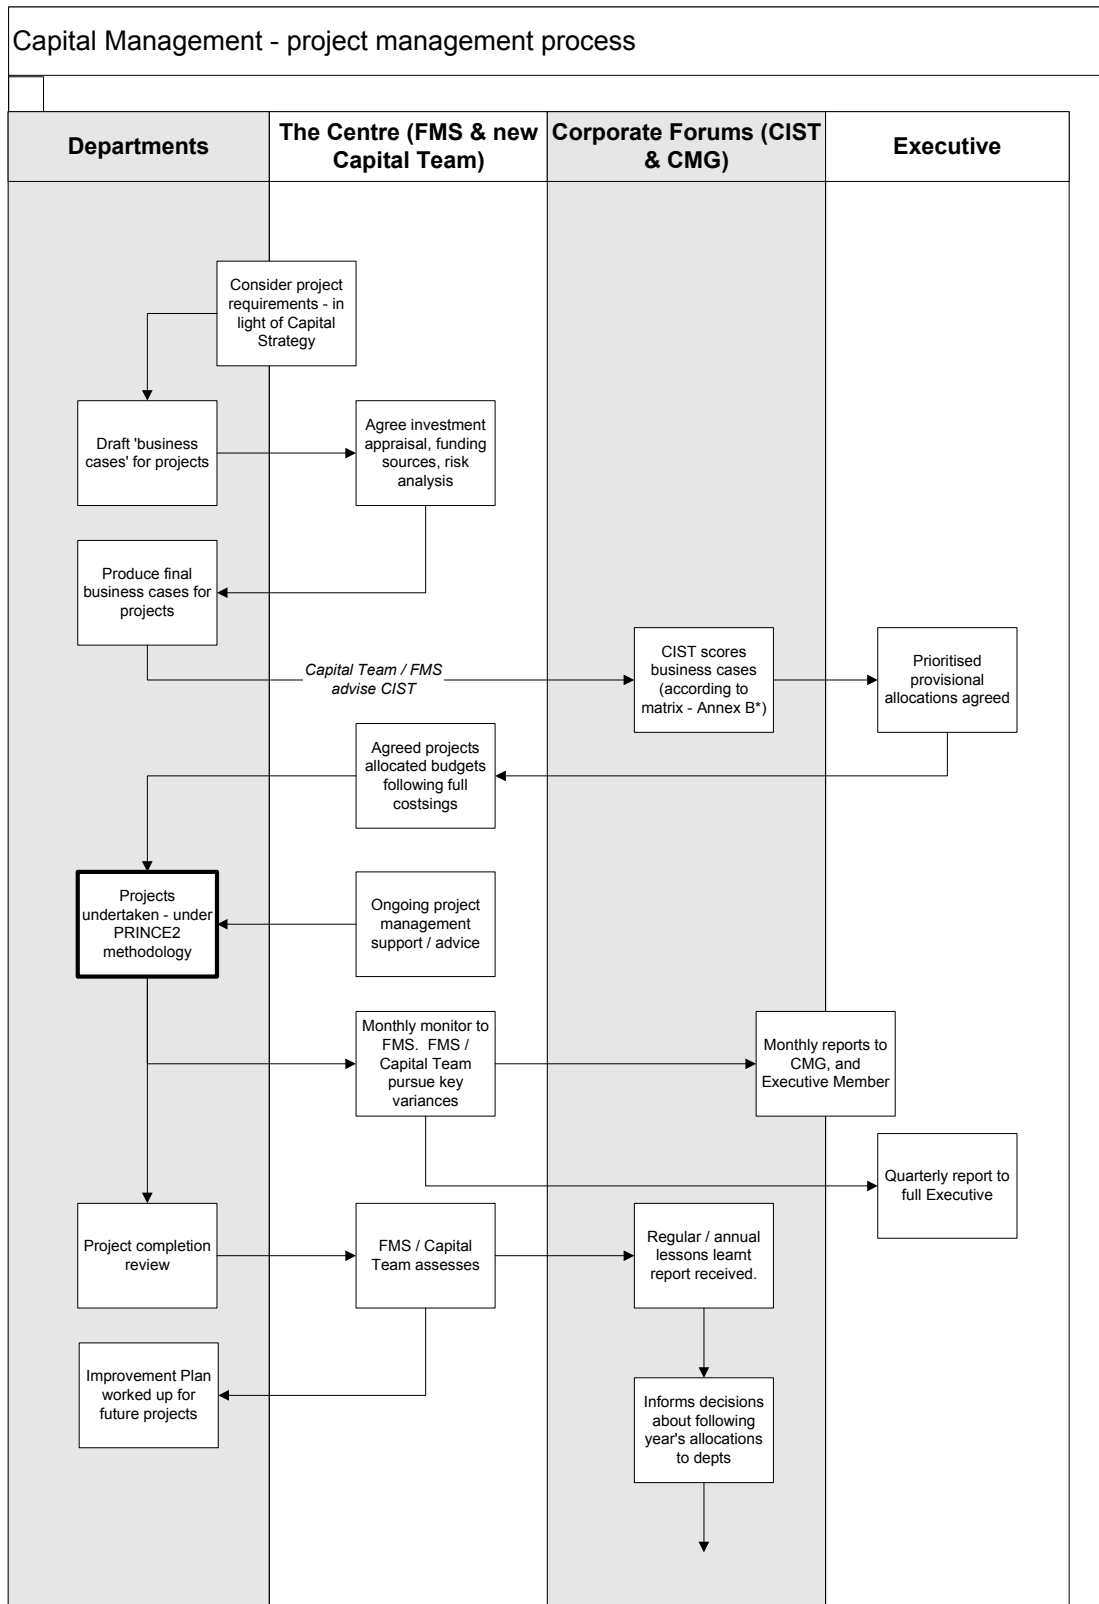 Capital Management - project management process
Departments
The Centre (FMS & new
Capital Team)
Corporate Forums (CIST
& CMG)
Executive
Consider project
requirements - in
light of Capital
Strategy
Draft 'business
cases' for projects
Agree investment
appraisal, funding
sources, risk
analysis
Produce final
business cases for
projects
Capital Team / FMS
advise CIST
CIST scores
business cases
(according to
matrix - Annex B*)
Prioritised
provisional
allocations agreed
Agreed projects
allocated budgets
following full
costsings
Projects
undertaken - under
PRINCE2
methodology
Ongoing project
management
support / advice
Monthly monitor to
FMS. FMS /
Capital Team
pursue key
variances
Monthly reports to
CMG, and
Executive Member
Quarterly report to
full Executive
Project completion
review
FMS / Capital
Team assesses
Regular / annual
lessons learnt
report received.
Improvement Plan
worked up for
future projects
Informs decisions
about following
year's allocations
to depts